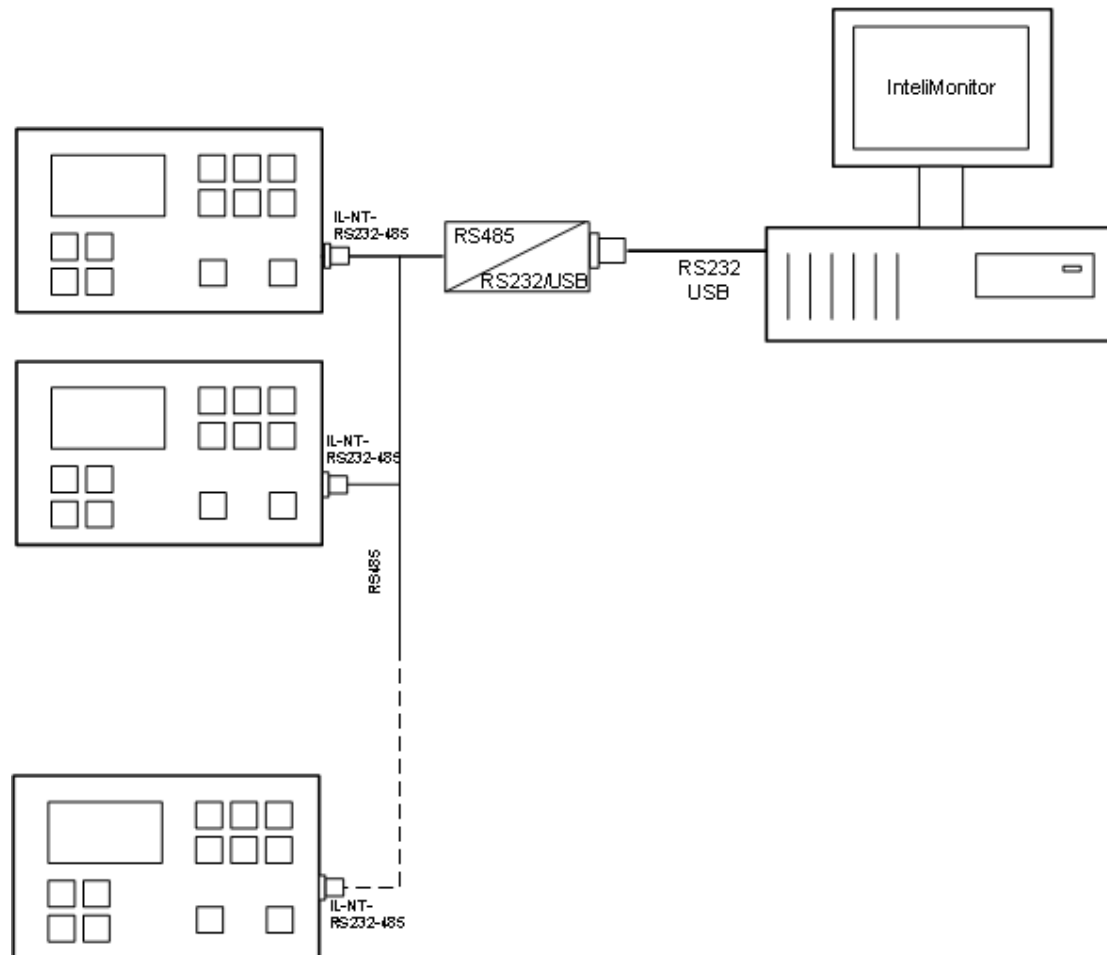 InteliMonitor
IL-NT-
RS232-485
RS485
RS232/USB
RS232
USB
IL-NT-
RS232-485
RS485
IL-NT-
RS232-485